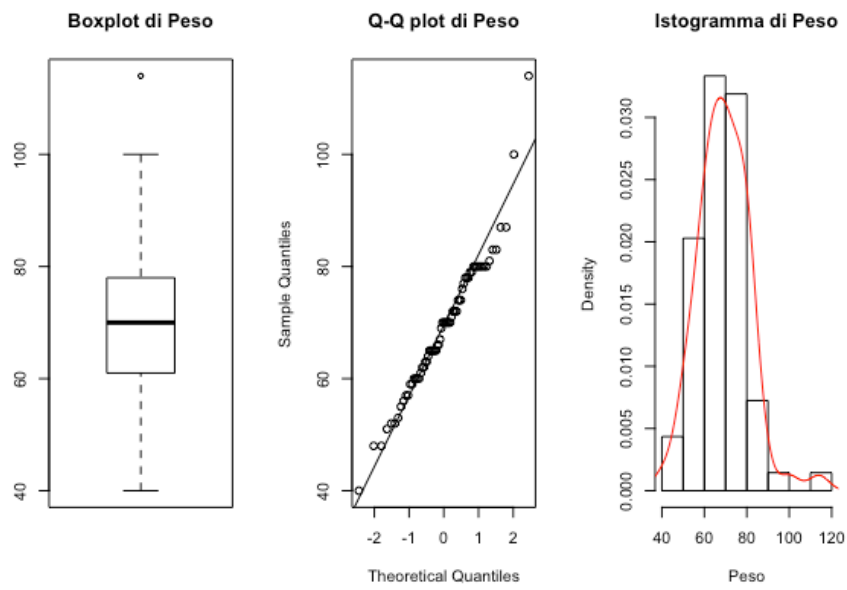 Boxplot di Peso
40
60
80
100
Q-Q plot di Peso
Sample Quantiles
40
60
80
100
-2 -1 0 1 2
Theoretical Quantiles
Istogramma di Peso
Density
0.000
0.005
0.010
0.015
0.020
0.025
0.030
40 60 80 100 120
Peso